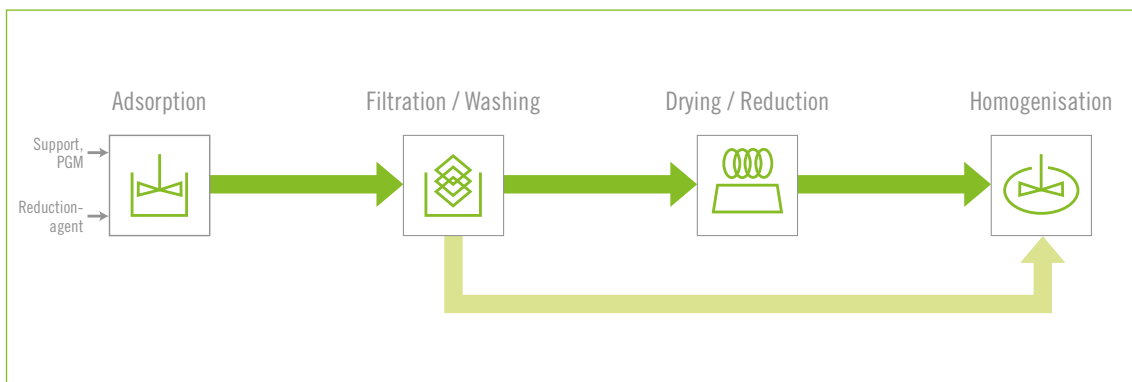 Adsorption
Filtration / Washing
Drying / Reduction
Homogenisation
Support,
PGM
Reduction-
agent